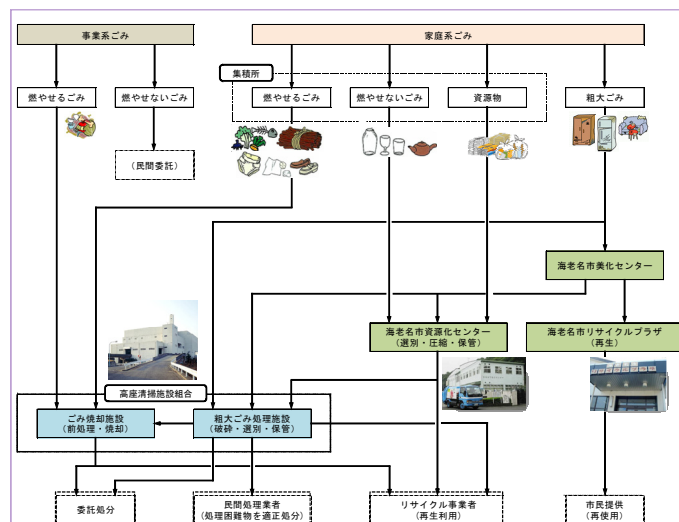 事業系ごみ
家庭系ごみ
集積所
燃やせるごみ
燃やせないごみ
燃やせるごみ
燃やせないごみ
資源物
粗大ごみ
(民間委託)
海老名市美化センター
海老名市資源化センター
(選別・圧縮・保管)
海老名市リサイクルプラザ
(再生)
高座清掃施設組合
ごみ焼却施設
(前処理・焼却)
粗大ごみ処理施設
(破砕・選別・保管)
委託処分
民間処理業者
(処理困難物を適正処分)
リサイクル事業者
(再生利用)
市民提供
(再使用)